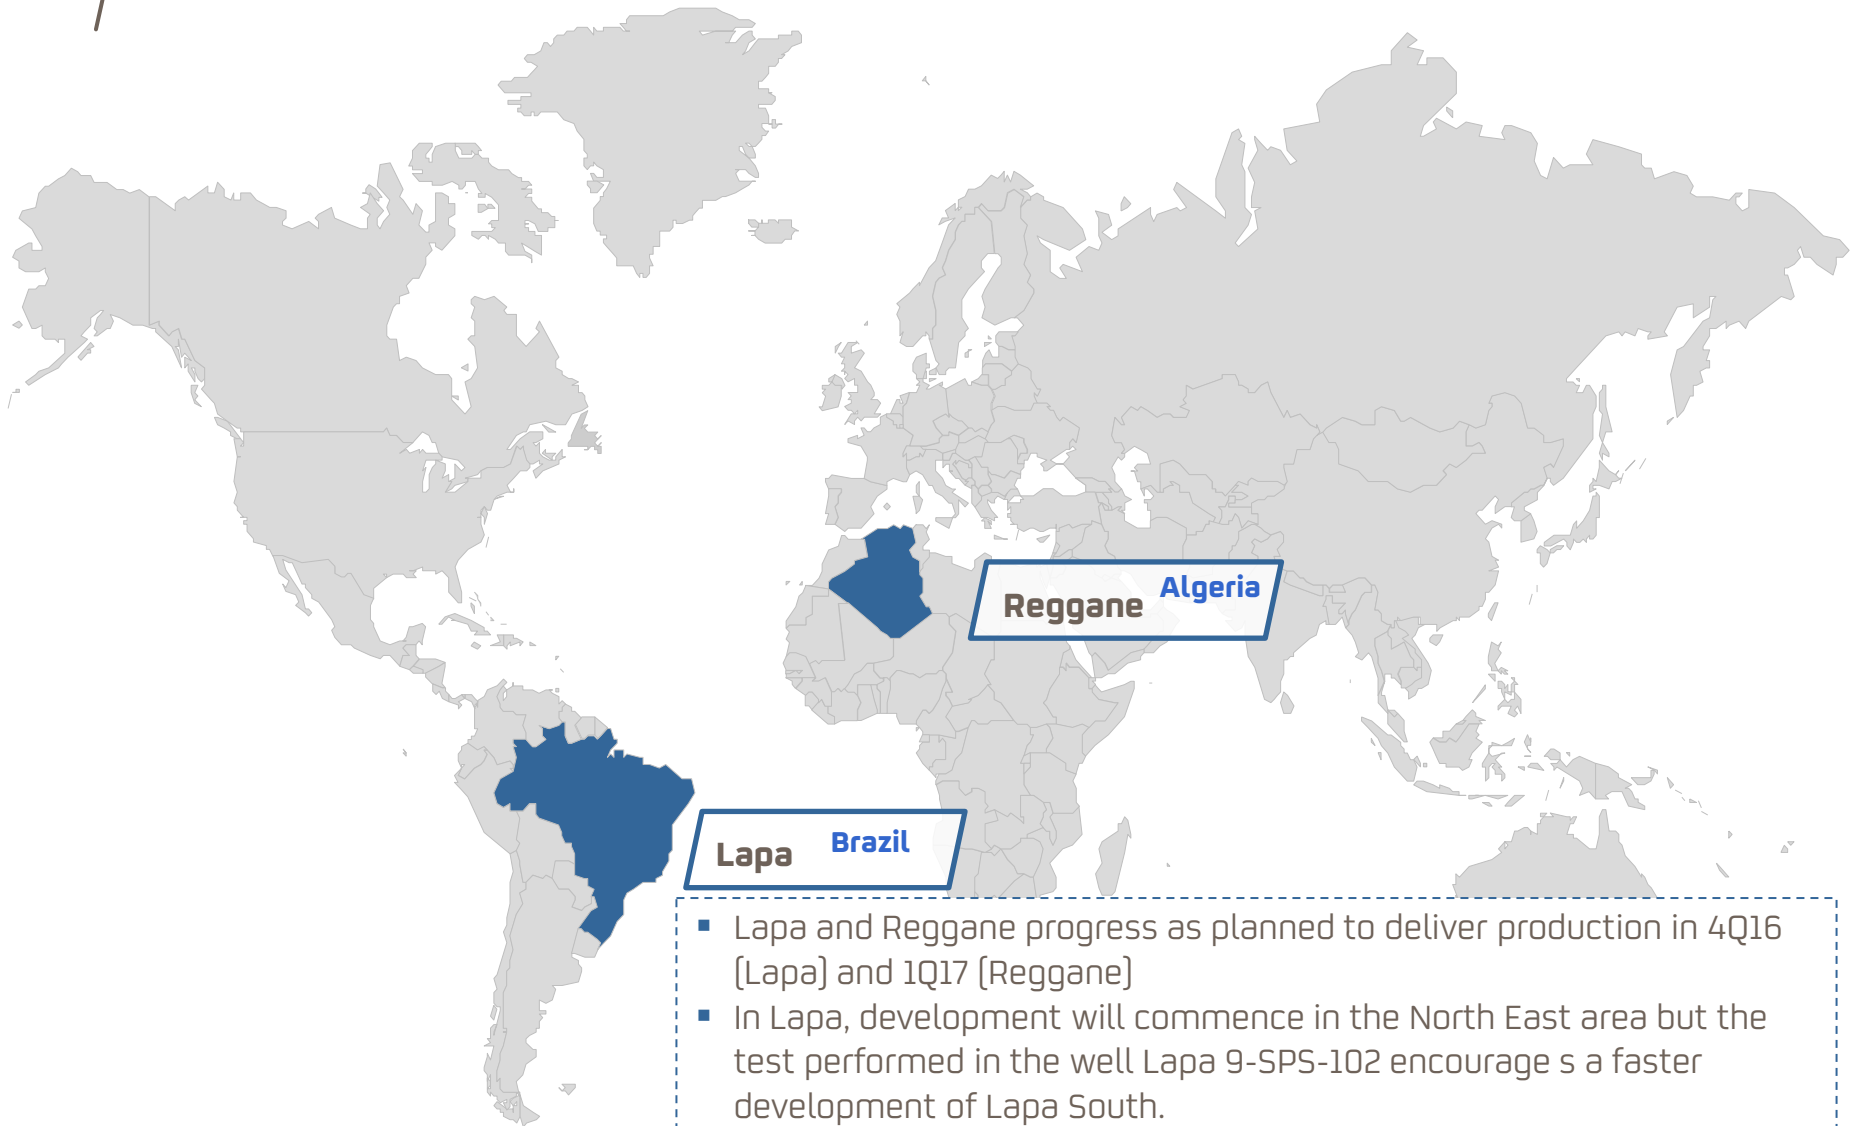 Algeria
Reggane
Brazil
Lapa
▪ Lapa and Reggane progress as planned to deliver production in 4Q16
(Lapa) and 1Q17 (Reggane)
▪ In Lapa, development will commence in the North East area but the
test performed in the well Lapa 9-SPS-102 encourage s a faster
development of Lapa South.